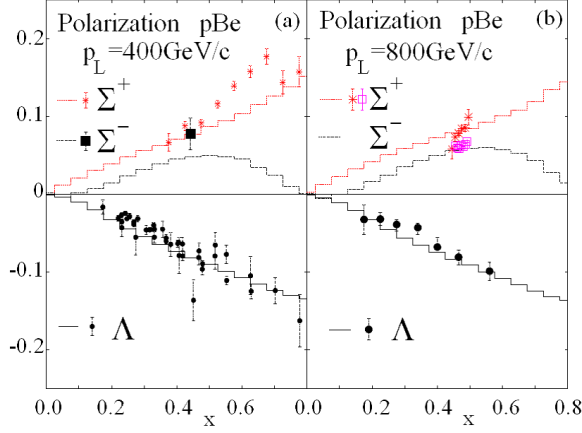 Polarization pBe (a)
p_L=400GeV/c
Σ⁺
Σ⁻
Λ
Polarization pBe (b)
p_L=800GeV/c
Σ⁺
Σ⁻
Λ
0.2
0.1
0
-0.1
-0.2
0.0 0.2 0.4 0.6 0.0 0.2 0.4 0.6 0.8
x x